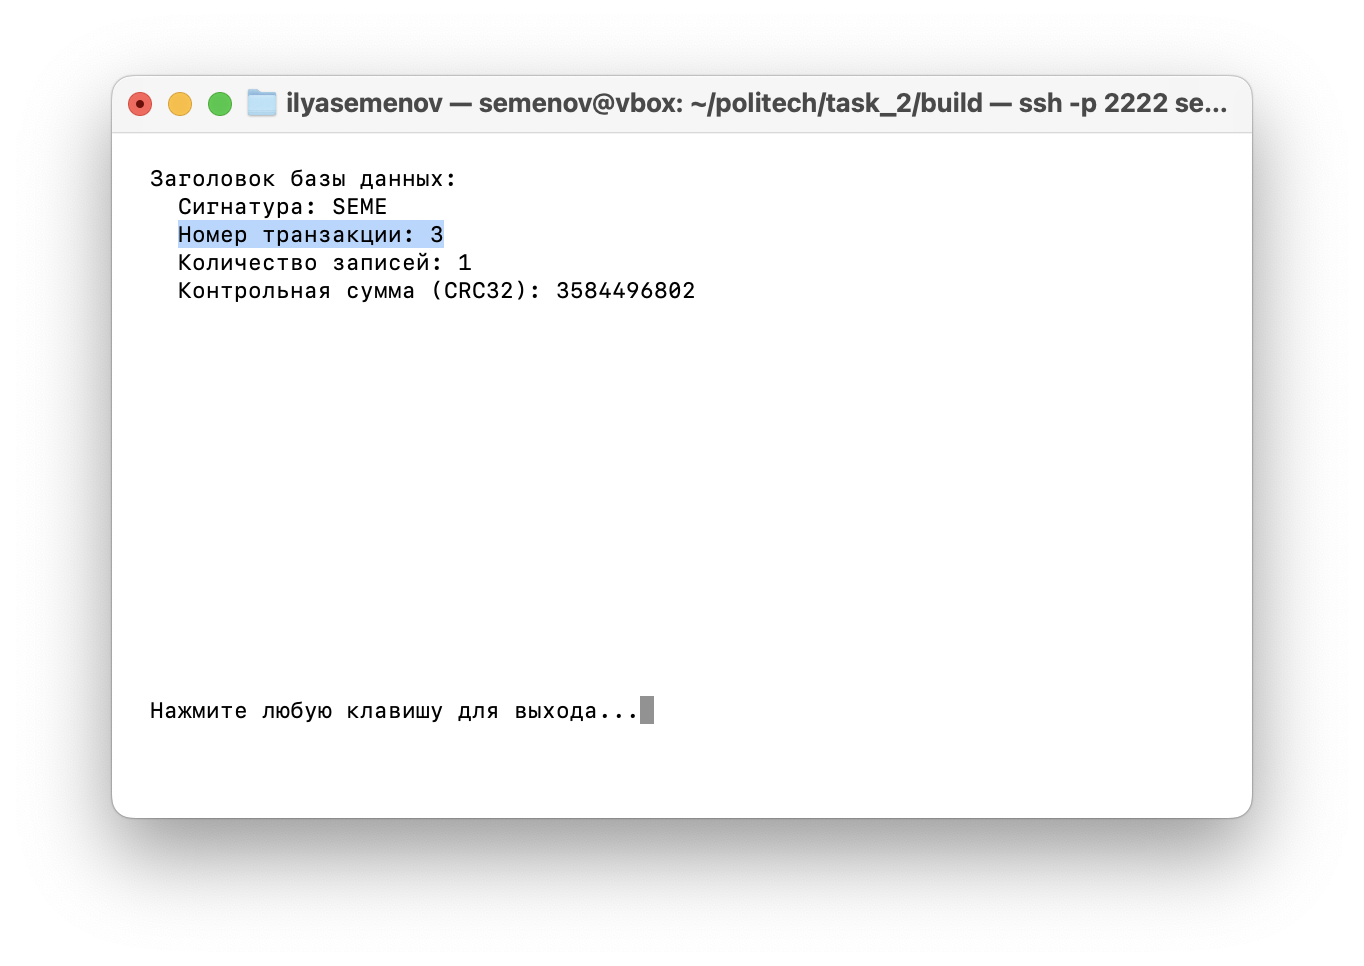 ilyasemenov — semenov@vbox: ~/politech/task_2/build — ssh -p 2222 se...
Заголовок базы данных:
Сигнатура: SEME
Номер транзакции: 3
Количество записей: 1
Контрольная сумма (CRC32): 3584496802
Нажмите любую клавишу для выхода...